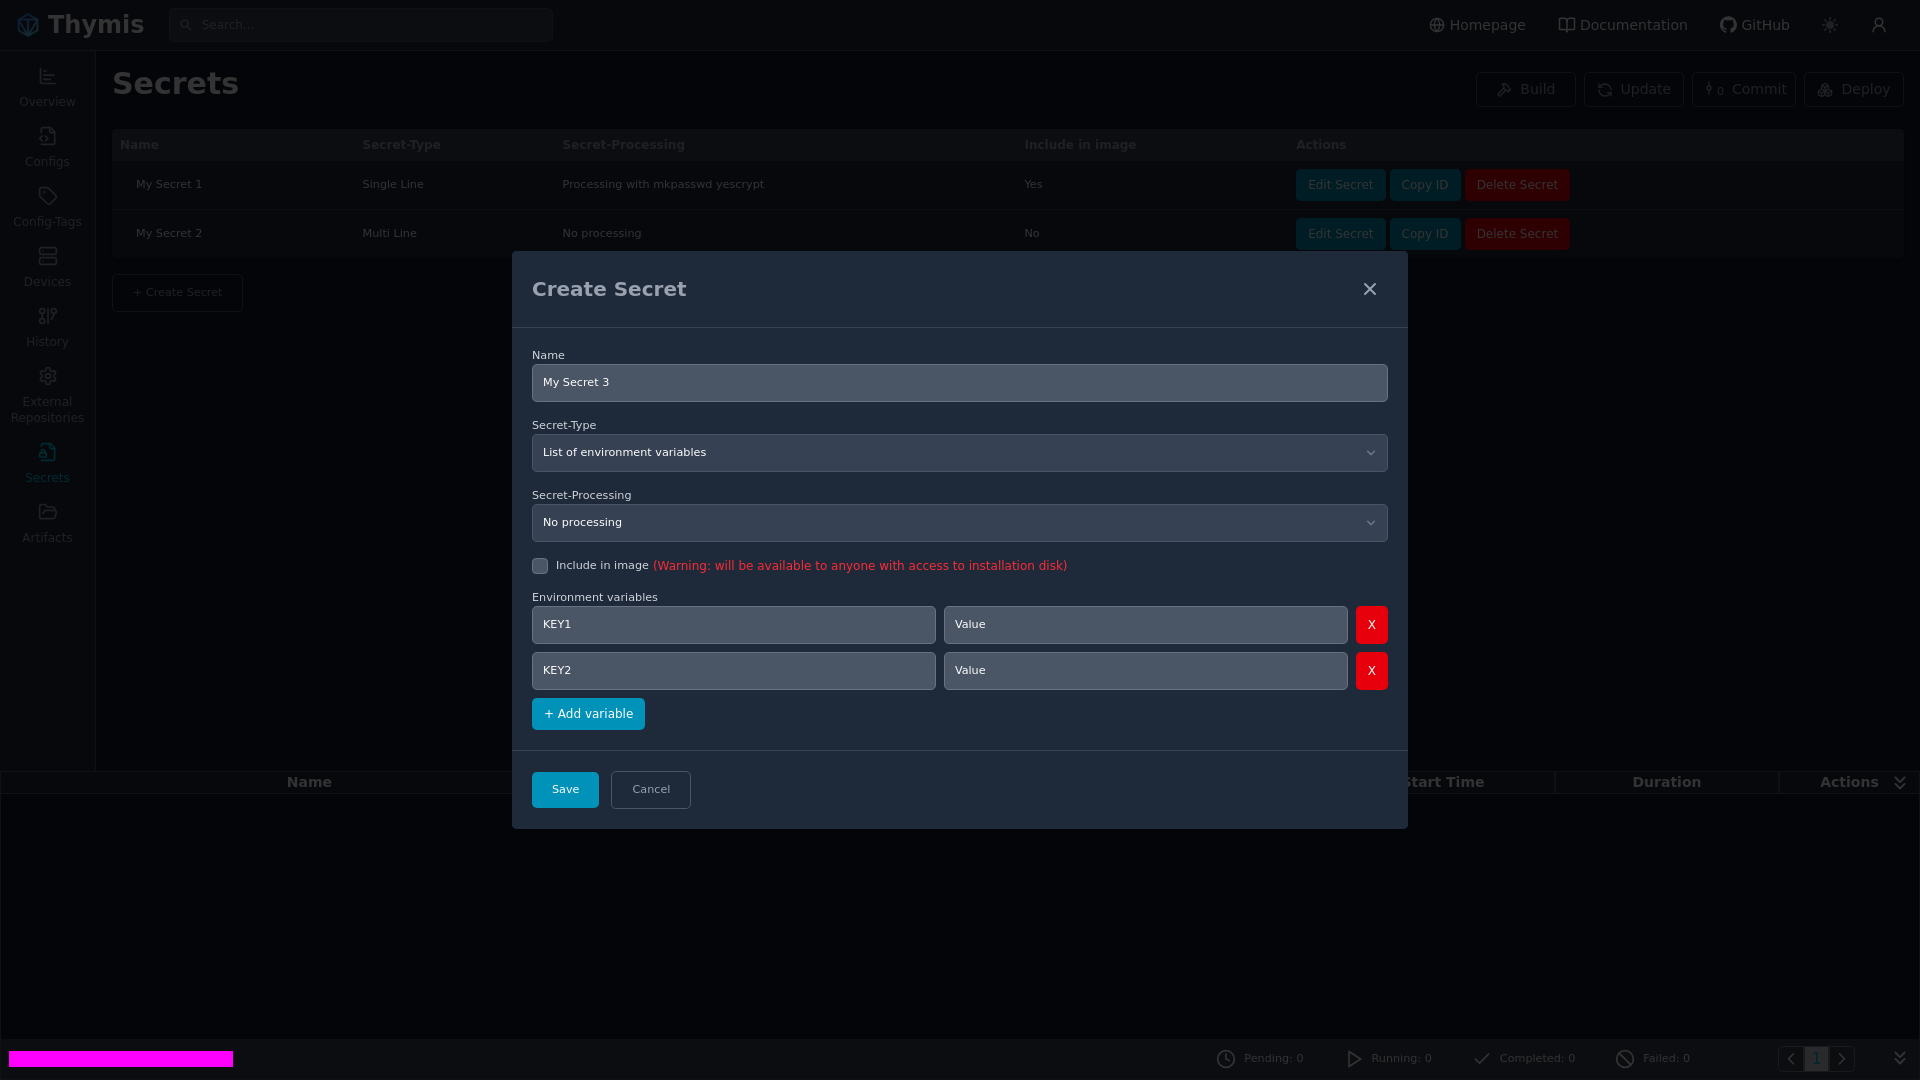 Thymis
Search...
Homepage
Documentation
GitHub
Overview
Configs
Config-Tags
Devices
History
External
Repositories
Secrets
Artifacts
Secrets
Build
Update
0 Commit
Deploy
Name Secret-Type Secret-Processing Include in image Actions
My Secret 1 Single Line Processing with mkpasswd yescrypt Yes Edit Secret Copy ID Delete Secret
My Secret 2 Multi Line No processing No Edit Secret Copy ID Delete Secret
+ Create Secret
Create Secret
Name
My Secret 3
Secret-Type
List of environment variables
Secret-Processing
No processing
Include in image (Warning: will be available to anyone with access to installation disk)
Environment variables
KEY1 Value X
KEY2 Value X
+ Add variable
Save Cancel
Name Start Time Duration Actions
Pending: 0 Running: 0 Completed: 0 Failed: 0 1